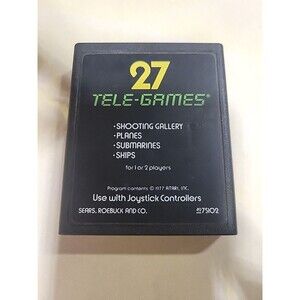 27
TELE-GAMES®
•SHOOTING GALLERY
•PLANES
•SUBMARINES
•SHIPS
for 1 or 2 players
Program contents © 1977 ATARI, INC.
Use with Joystick Controllers
SEARS, ROEBUCK AND CO.
75102